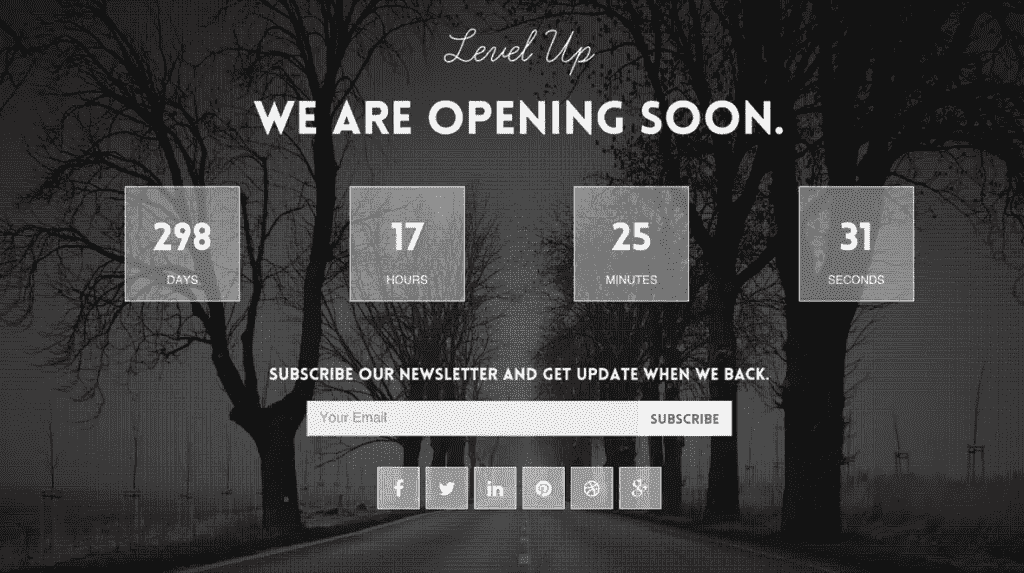 Level Up
WE ARE OPENING SOON.
298 17 25 31
DAYS HOURS MINUTES SECONDS
SUBSCRIBE OUR NEWSLETTER AND GET UPDATE WHEN WE BACK.
Your Email SUBSCRIBE